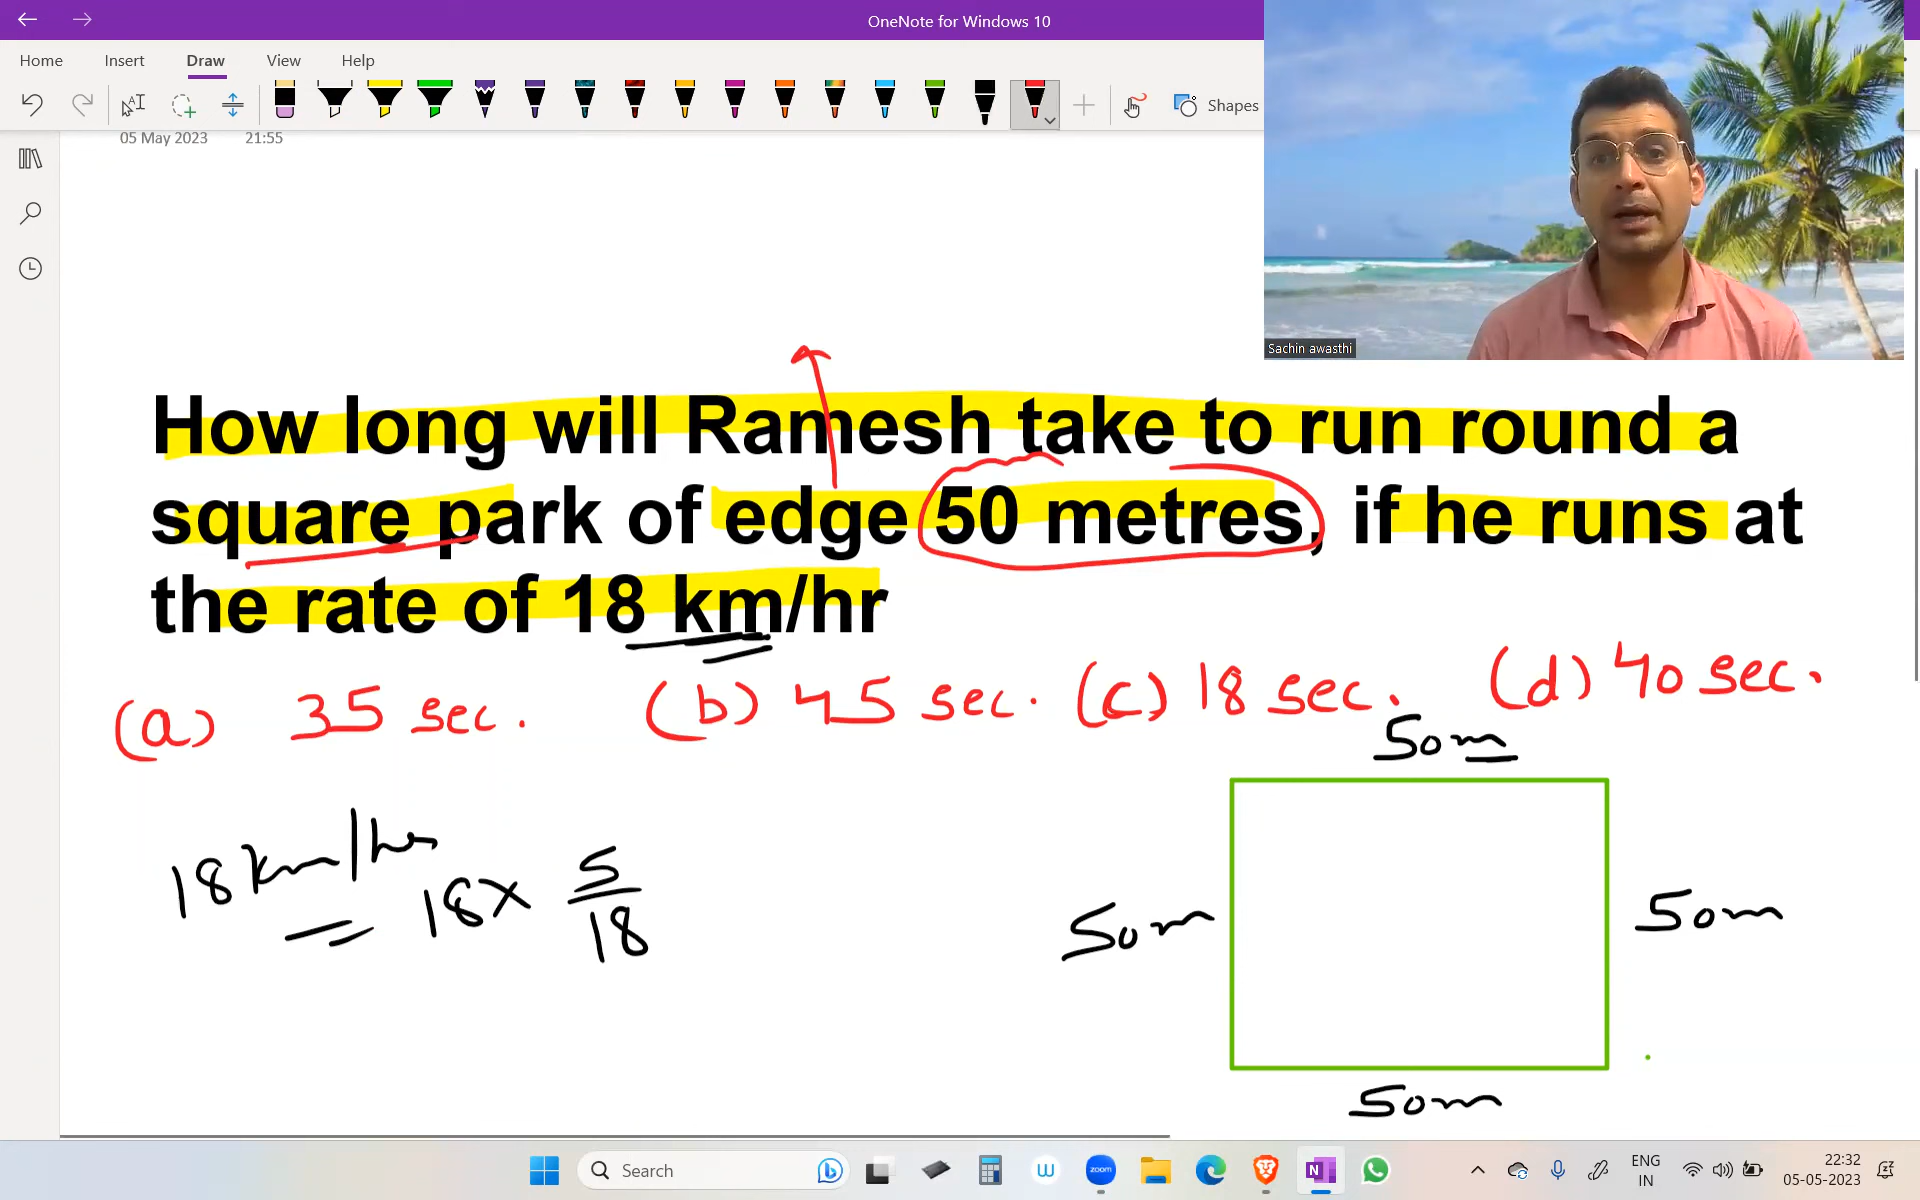 OneNote for Windows 10
Home Insert Draw View Help
Shapes
05 May 2023 21:55
Sachin awasthi
How long will Ramesh take to run round a
square park of edge 50 metres, if he runs at
the rate of 18 km/hr
(a) 35 sec. (b) 45 sec. (c) 18 sec. (d) 40 sec.
50m
18 km/hr
18 × 5/18
50m 50m
50m
Search
zoom
ENG
IN
22:32
05-05-2023